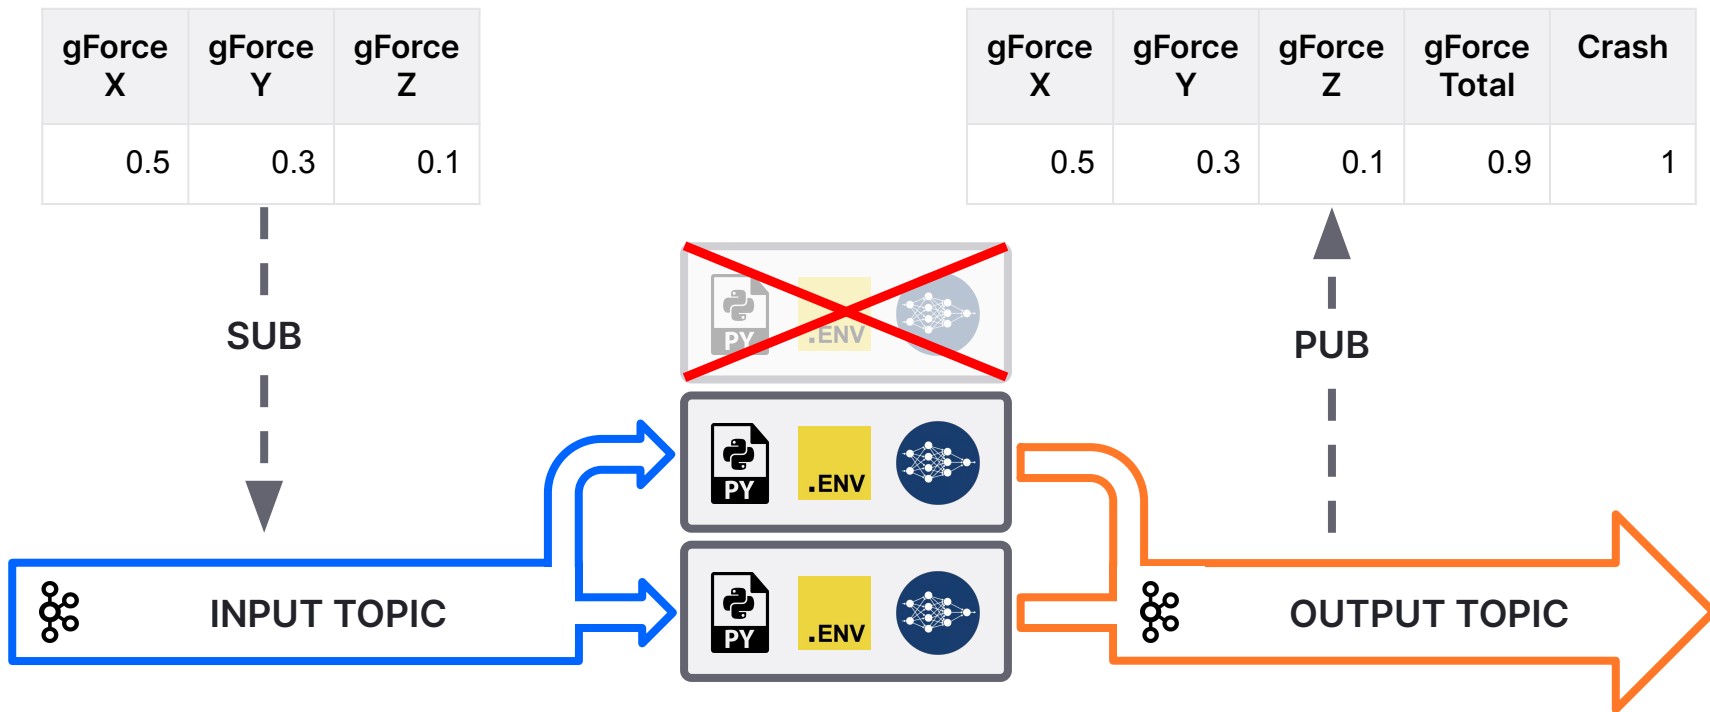 gForce X gForce Y gForce Z
0.5 0.3 0.1
gForce X gForce Y gForce Z gForce Total Crash
0.5 0.3 0.1 0.9 1
SUB
PUB
PY .ENV
PY .ENV
PY .ENV
INPUT TOPIC
OUTPUT TOPIC